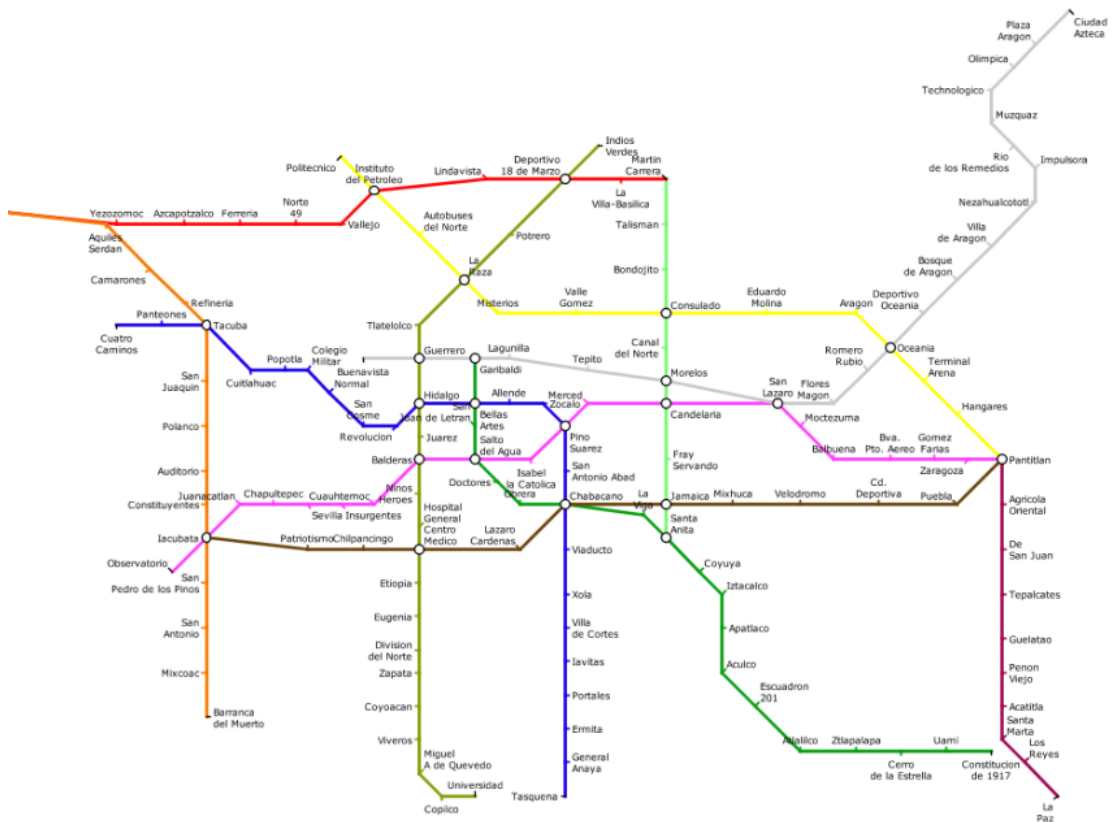 Plaza
Aragon
Ciudad
Azteca
Olimpica
Technologico
Muzquaz
Rio
de los Remedios
Impulsora
Nezahualcototl
Villa
de Aragon
Bosque
de Aragon
Deportivo
Oceania
Indios
Verdes
Politecnico
Instituto
del Petroleo
Lindavista
Deportivo
18 de Marzo
Martin
Carrera
La
Villa-Basilica
Yezozomoc
Azcapotzalco
Ferreria
Norte
49
Vallejo
Autobuses
del Norte
Potrero
Talisman
Aquiles
Serdan
Camarones
La
Raza
Bondojito
Refineria
Misterios
Valle
Gomez
Consulado
Eduardo
Molina
Aragon
Panteones
Tacuba
Cuatro
Caminos
Tlatelolco
Canal
del Norte
Oceania
Romero
Rubio
Terminal
Arena
Popotla
Colegio
Militar
Cuitlahuac
Buenavista
Normal
Guerrero
Lagunilla
Garibaldi
Tepito
Morelos
San
Lazaro
Flores
Magon
San
Juaquin
Hangares
San
Cosme
Revolucion
Hidalgo
San
Juan de Letran
Allende
Bellas
Artes
Merced
Zocalo
Candelaria
Moctezuma
Polanco
Juarez
Pino
Suarez
Salto
del Agua
Balderas
Balbuena
Bva.
Pto. Aereo
Gomez
Farias
Zaragoza
Pantitlan
Auditorio
San
Antonio Abad
Fray
Servando
Isabel
la Catolica
Doctores
Obrera
Ninos
Heroes
Juanacatlan
Chapultepec
Cuauhtemoc
Sevilla
Insurgentes
Constituyentes
Chabacano
La
Viga
Jamaica
Mixhuca
Velodromo
Cd.
Deportiva
Puebla
Agricola
Oriental
Hospital
General
Centro
Medico
Lazaro
Cardenas
Santa
Anita
Iacubata
Patriotismo
Chilpancingo
Viaducto
De
San Juan
Observatorio
San
Pedro de los Pinos
Etiopia
Xola
Coyuya
Iztacalco
Tepalcates
San
Antonio
Eugenia
Villa
de Cortes
Apatlaco
Guelatao
Division
del Norte
Iavitas
Aculco
Mixcoac
Zapata
Penon
Viejo
Coyoacan
Portales
Escuadron
201
Acatitla
Barranca
del Muerto
Viveros
Ermita
Santa
Marta
Atlalilco
Ztlapalapa
Uami
Los
Reyes
Miguel
A de Quevedo
General
Anaya
Cerro
de la Estrella
Constitucion
de 1917
Universidad
Copilco
Tasquena
La
Paz